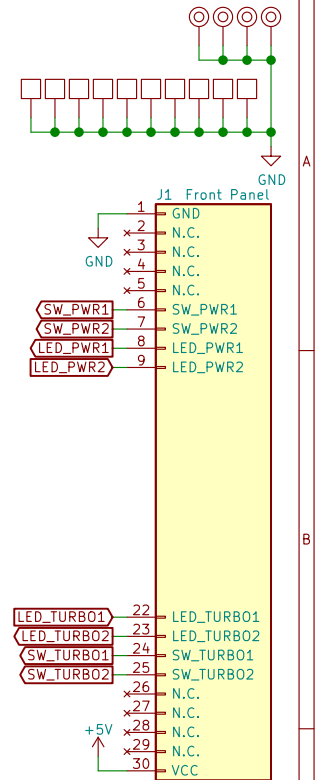 A
GND
J1 Front Panel
1 GND
GND
2 N.C.
3 N.C.
4 N.C.
5 N.C.
SW_PWR1 6 SW_PWR1
SW_PWR2 7 SW_PWR2
LED_PWR1 8 LED_PWR1
LED_PWR2 9 LED_PWR2
B
LED_TURBO1 22 LED_TURBO1
LED_TURBO2 23 LED_TURBO2
SW_TURBO1 24 SW_TURBO1
SW_TURBO2 25 SW_TURBO2
26 N.C.
27 N.C.
+5V 28 N.C.
29 N.C.
30 VCC